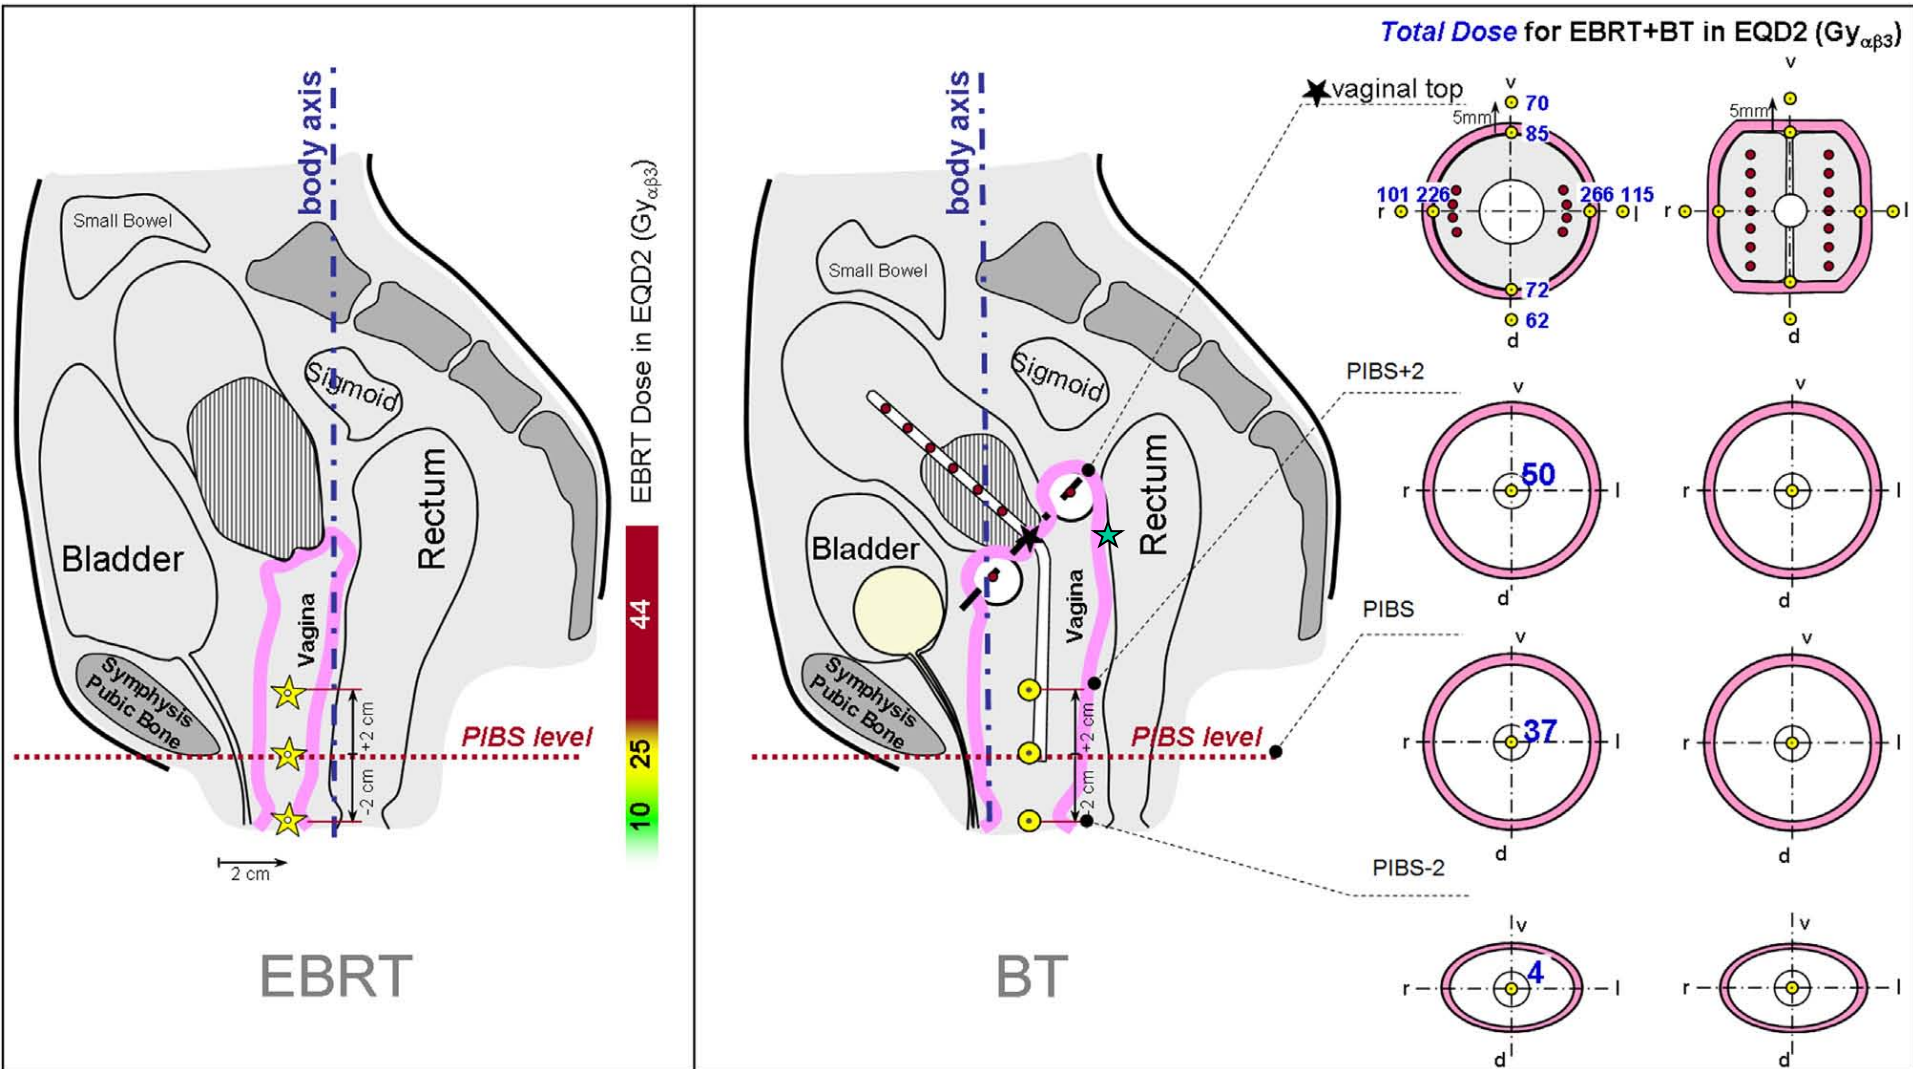 body axis
Small Bowel
Sigmoid
Bladder
Rectum
Vagina
Symphysis
Pubic Bone
PIBS level
+2 cm
-2 cm
2 cm
EBRT
EBRT Dose in EQD2 (Gyαβ3)
44
25
10
body axis
Small Bowel
Sigmoid
Bladder
Rectum
Vagina
Symphysis
Pubic Bone
PIBS level
+2 cm
-2 cm
BT
Total Dose for EBRT+BT in EQD2 (Gyαβ3)
vaginal top
v
70
5mm
85
101 226
266 115
r
l
72
62
d
v
5mm
r
l
d
PIBS+2
v
50
r
l
d
v
r
l
d
PIBS
v
37
r
l
d
v
r
l
d
PIBS-2
v
4
r
l
d
v
r
l
d